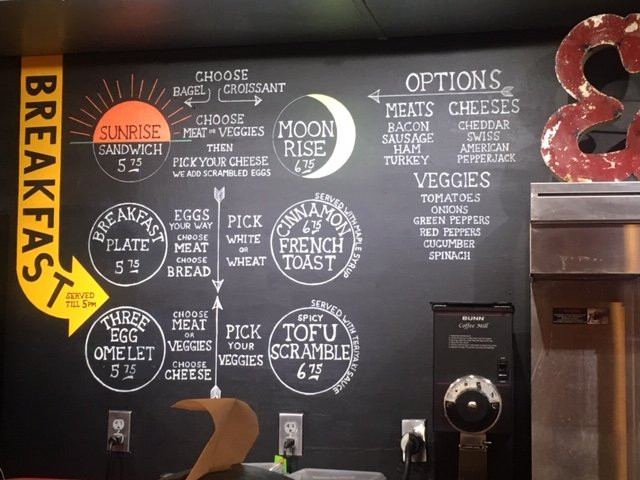 BREAKFAST
SERVED
TILL 5PM
SUNRISE
SANDWICH
5 75
CHOOSE
BAGEL CROISSANT
CHOOSE
MEAT OR VEGGIES
THEN
PICK YOUR CHEESE
WE ADD SCRAMBLED EGGS
MOON
RISE
6 75
BREAKFAST
PLATE
5 75
EGGS
YOUR WAY
CHOOSE
MEAT
CHOOSE
BREAD
PICK
WHITE
OR
WHEAT
CINNAMON
6 75
FRENCH
TOAST
SERVED WITH MAPLE SYRUP
THREE
EGG
OMELET
5 75
CHOOSE
MEAT
OR
VEGGIES
CHOOSE
CHEESE
PICK
YOUR
VEGGIES
SPICY
TOFU
SCRAMBLE
6 75
SERVED WITH TERIYAKI SAUCE
OPTIONS
MEATS
BACON
SAUSAGE
HAM
TURKEY
CHEESES
CHEDDAR
SWISS
AMERICAN
PEPPERJACK
VEGGIES
TOMATOES
ONIONS
GREEN PEPPERS
RED PEPPERS
CUCUMBER
SPINACH
&
BUNN
Coffee Mill